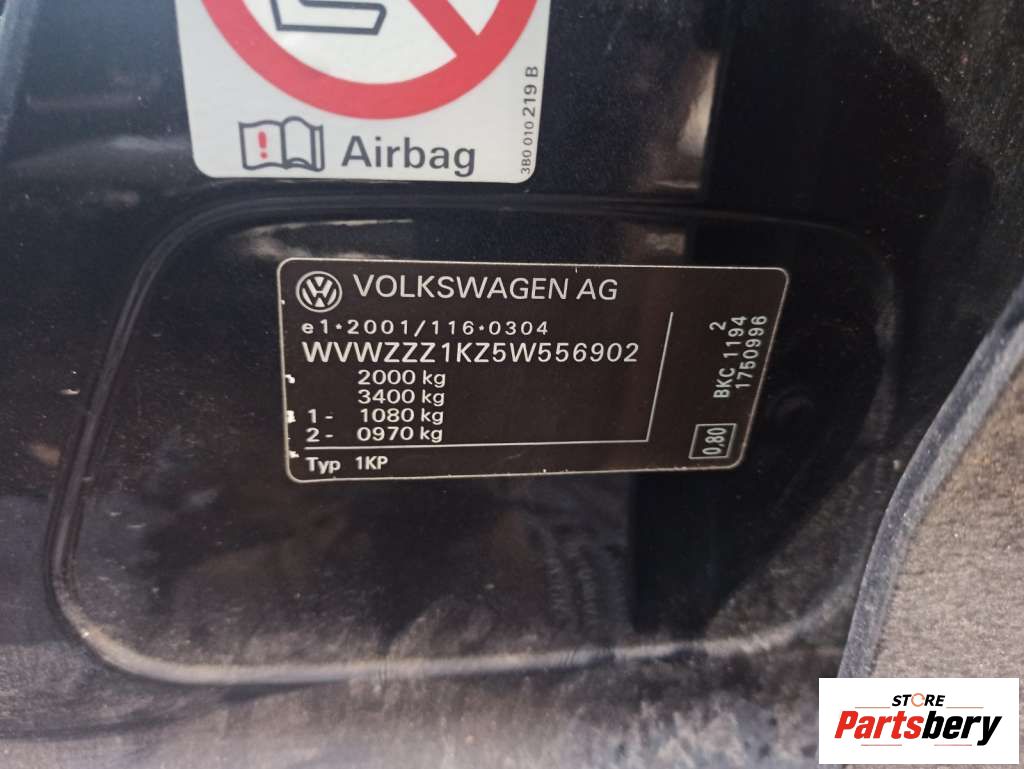 Airbag
3B0 010 219 B
VOLKSWAGEN AG
e1*2001/116*0304
WVWZZZ1KZ5W556902
2000 kg
3400 kg
1- 1080 kg
2- 0970 kg
Typ 1KP
2
BKC 1194
1750996
0,80
STORE
Partsbery